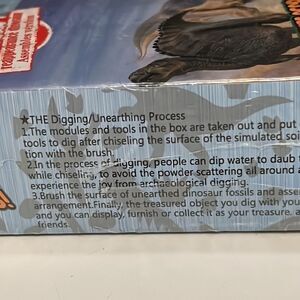 Assembles version
★THE Digging/Unearthing Process
1.The modules and tools in the box are taken out and put
tools to dig after chiseling the surface of the simulated soi
tion with the brush.
2.In the process of digging, people can dip water to daub
while chiseling, to avoid the powder scattering all around a
experience the joy from archaeological digging.
3.Brush the surface of unearthed dinosaur fossils and asse
arrangement.Finally, the treasured object you dig with your
and you can display, furnish or collect it as your treasure. a
friends.